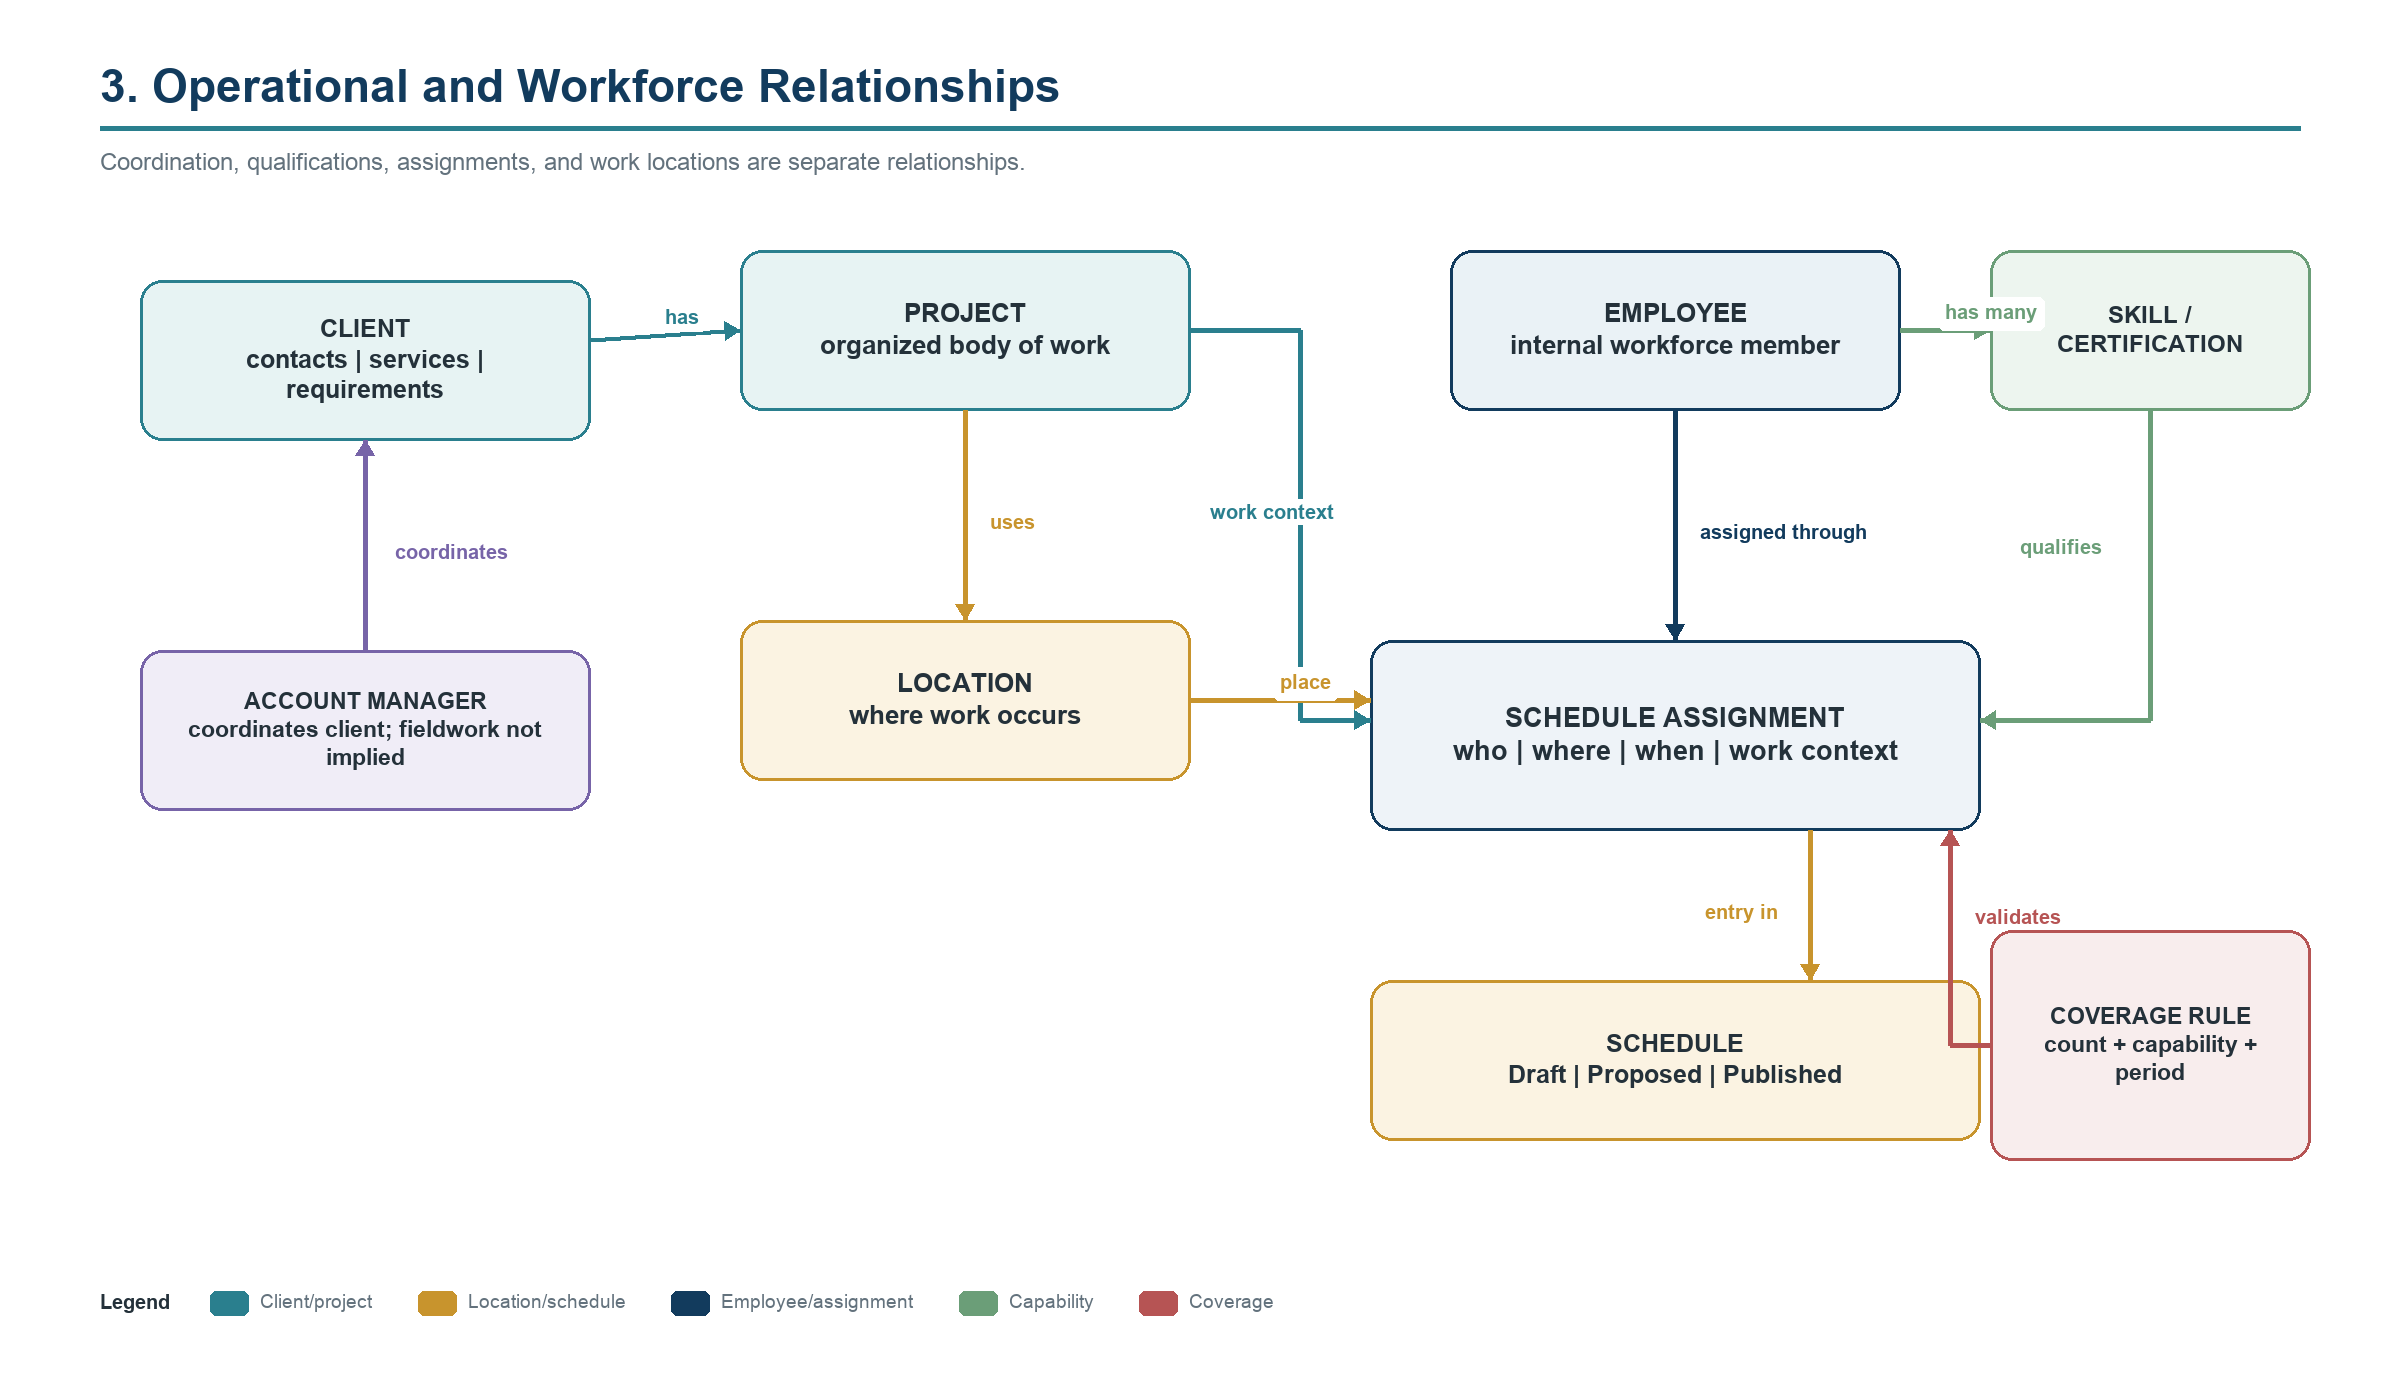 3. Operational and Workforce Relationships
Coordination, qualifications, assignments, and work locations are separate relationships.
CLIENT
contacts | services |
requirements
has
PROJECT
organized body of work
EMPLOYEE
internal workforce member
has many
SKILL /
CERTIFICATION
coordinates
uses
work context
assigned through
qualifies
ACCOUNT MANAGER
coordinates client; fieldwork not
implied
LOCATION
where work occurs
place
SCHEDULE ASSIGNMENT
who | where | when | work context
entry in
validates
SCHEDULE
Draft | Proposed | Published
COVERAGE RULE
count + capability +
period
Legend
Client/project
Location/schedule
Employee/assignment
Capability
Coverage